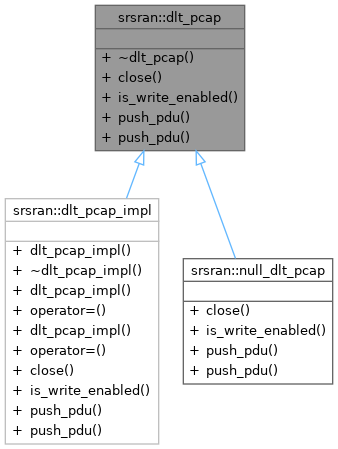 srsran::dlt_pcap
+ ~dlt_pcap()
+ close()
+ is_write_enabled()
+ push_pdu()
+ push_pdu()
srsran::dlt_pcap_impl
+ dlt_pcap_impl()
+ ~dlt_pcap_impl()
+ dlt_pcap_impl()
+ operator=()
+ dlt_pcap_impl()
+ operator=()
+ close()
+ is_write_enabled()
+ push_pdu()
+ push_pdu()
srsran::null_dlt_pcap
+ close()
+ is_write_enabled()
+ push_pdu()
+ push_pdu()